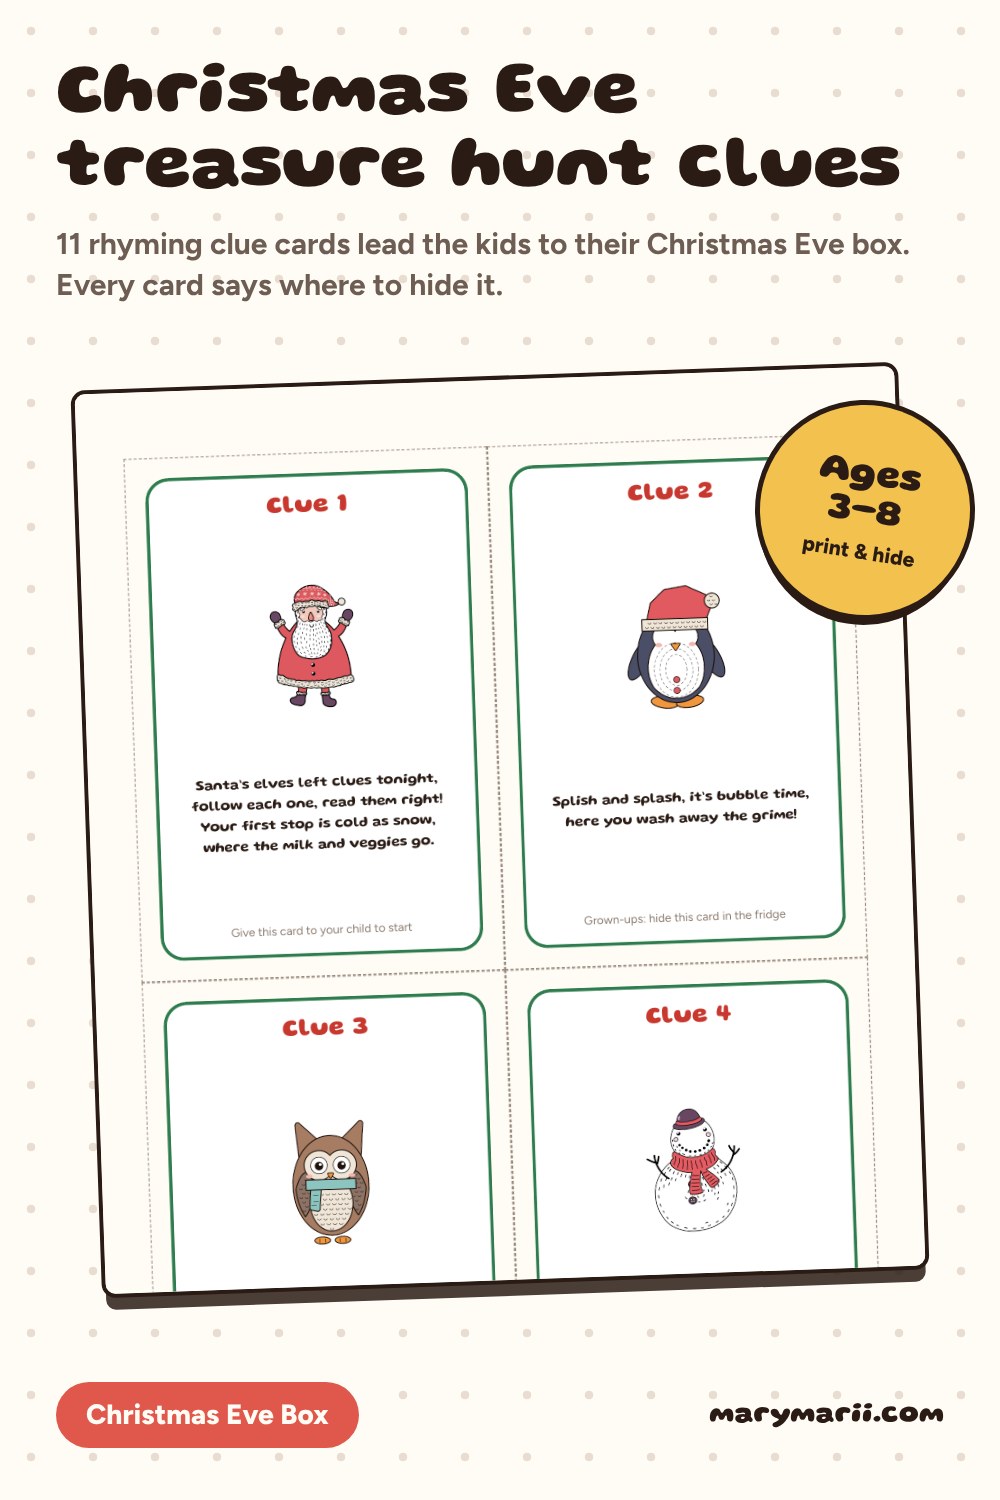 Christmas Eve
treasure hunt clues
11 rhyming clue cards lead the kids to their Christmas Eve box.
Every card says where to hide it.
Ages
3–8
print & hide
Clue 1
Santa's elves left clues tonight,
follow each one, read them right!
Your first stop is cold as snow,
where the milk and veggies go.
Give this card to your child to start
Clue 2
Splish and splash, it's bubble time,
here you wash away the grime!
Grown-ups: hide this card in the fridge
Clue 3
Clue 4
Christmas Eve Box
marymarii.com